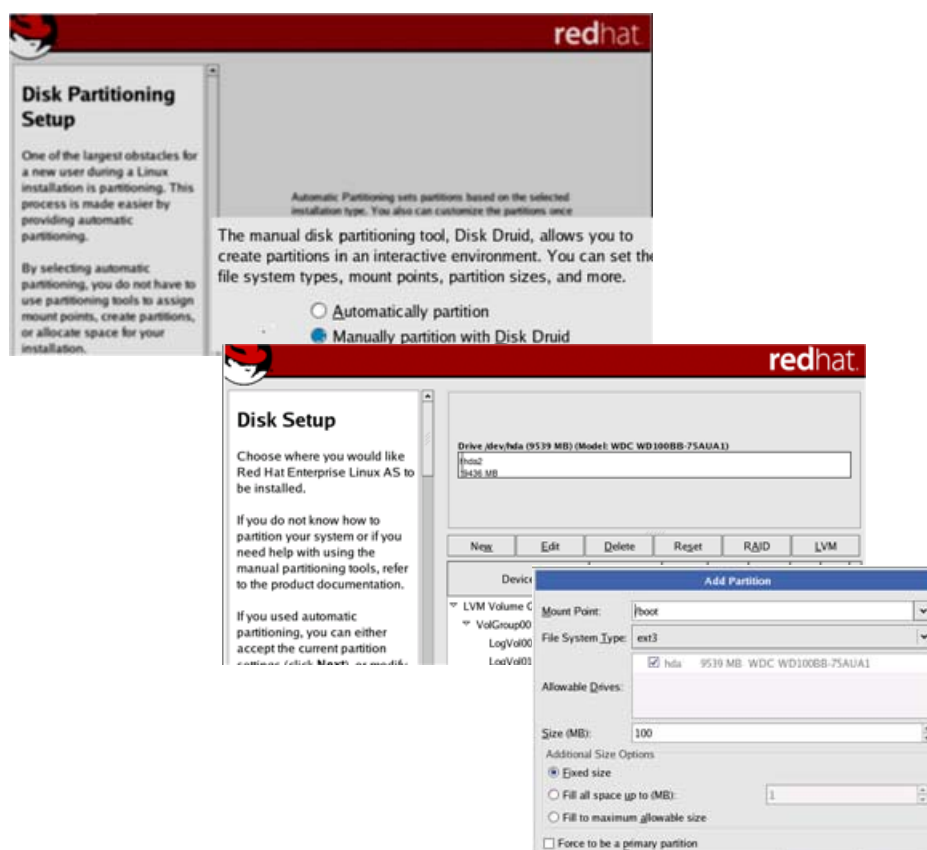 redhat
Disk Partitioning
Setup
One of the largest obstacles for
a new user during a Linux
installation is partitioning. This
process is made easier by
providing automatic
partitioning.
By selecting automatic
partitioning, you do not have to
use partitioning tools to assign
mount points, create partitions,
or allocate space for your
installation.
Automatic Partitioning sets partitions based on the selected
installation type. You also can customize the partitions once
The manual disk partitioning tool, Disk Druid, allows you to
create partitions in an interactive environment. You can set the
file system types, mount points, partition sizes, and more.
Automatically partition
Manually partition with Disk Druid
redhat.
Disk Setup
Choose where you would like
Red Hat Enterprise Linux AS to
be installed.
If you do not know how to
partition your system or if you
need help with using the
manual partitioning tools, refer
to the product documentation.
If you used automatic
partitioning, you can either
accept the current partition
settings (click Next), or modify
Drive /dev/hda (9539 MB) (Model: WDC WD100BB-75AUA1)
hda2
9436 MB
New Edit Delete Reset RAID LVM
Device
LVM Volume G
VolGroup00
LogVol00
LogVol01
Add Partition
Mount Point: /boot
File System Type: ext3
hda 9539 MB WDC WD100BB-75AUA1
Allowable Drives:
Size (MB): 100
Additional Size Options
Fixed size
Fill all space up to (MB): 1
Fill to maximum allowable size
Force to be a primary partition